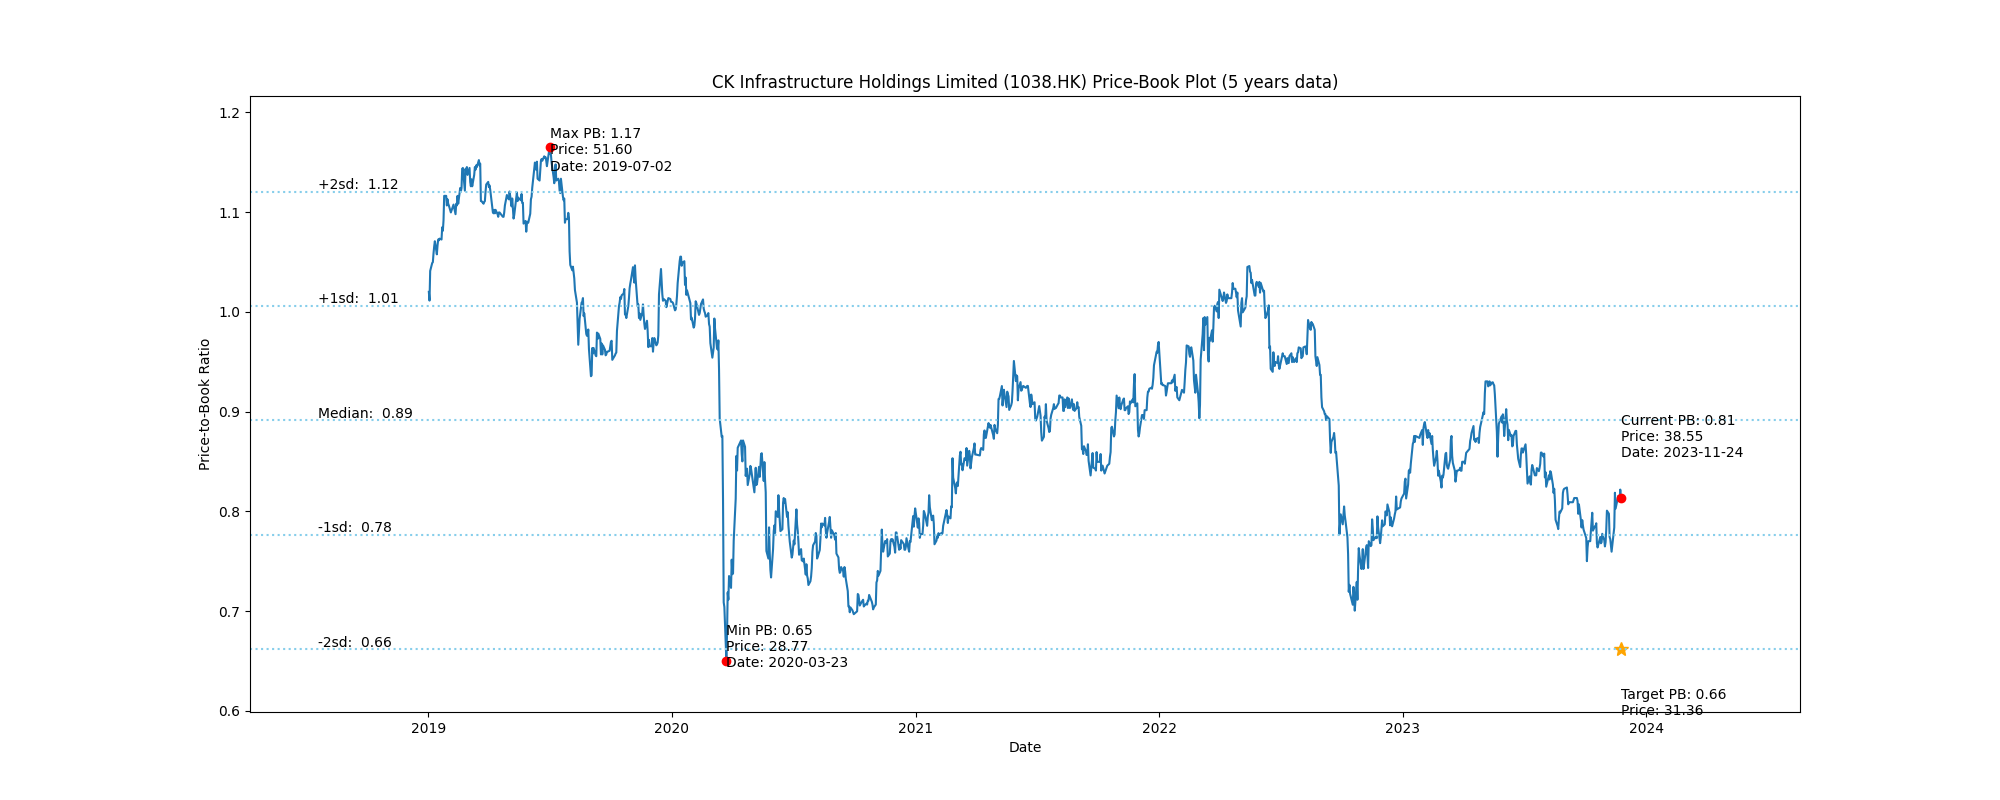 CK Infrastructure Holdings Limited (1038.HK) Price-Book Plot (5 years data)
Price-to-Book Ratio
1.2
1.1
1.0
0.9
0.8
0.7
0.6
+2sd:  1.12
+1sd:  1.01
Median:  0.89
-1sd:  0.78
-2sd:  0.66
Max PB: 1.17
Price: 51.60
Date: 2019-07-02
Min PB: 0.65
Price: 28.77
Date: 2020-03-23
Current PB: 0.81
Price: 38.55
Date: 2023-11-24
Target PB: 0.66
Price: 31.36
2019
2020
2021
2022
2023
2024
Date